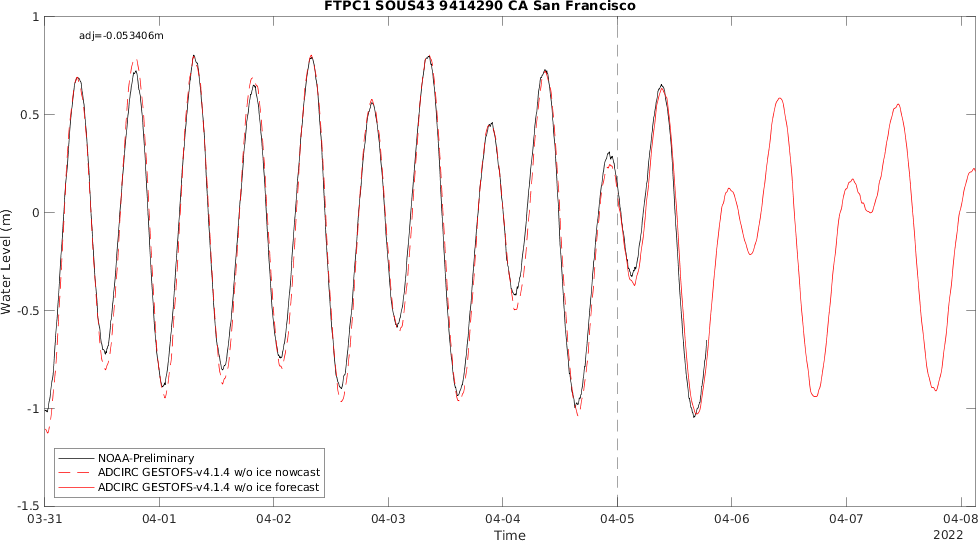 FTPC1 SOUS43 9414290 CA San Francisco
adj=-0.053406m
1
0.5
0
-0.5
-1
-1.5
Water Level (m)
NOAA-Preliminary
ADCIRC GESTOFS-v4.1.4 w/o ice nowcast
ADCIRC GESTOFS-v4.1.4 w/o ice forecast
03-31 04-01 04-02 04-03 04-04 04-05 04-06 04-07 04-08
Time
2022